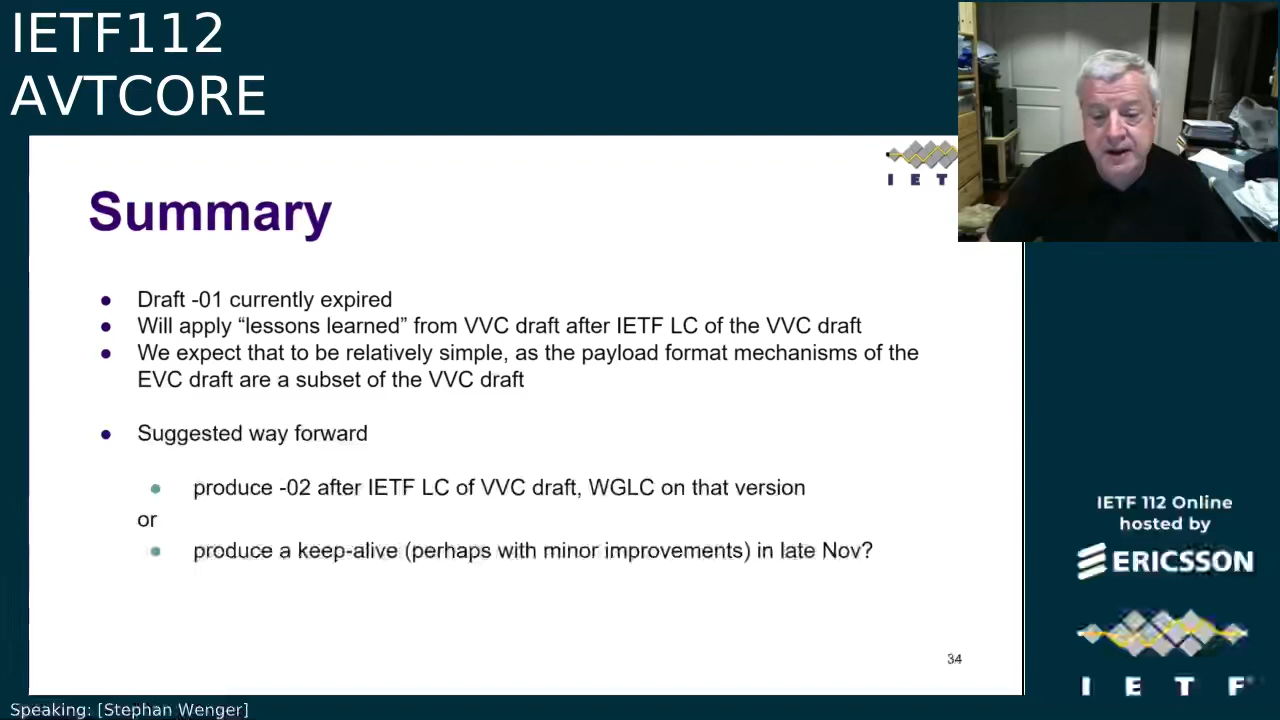 IETF112
AVTCORE
I E T
Summary
● Draft -01 currently expired
● Will apply “lessons learned” from VVC draft after IETF LC of the VVC draft
● We expect that to be relatively simple, as the payload format mechanisms of the
EVC draft are a subset of the VVC draft
● Suggested way forward
● produce -02 after IETF LC of VVC draft, WGLC on that version
or
● produce a keep-alive (perhaps with minor improvements) in late Nov?
34
IETF 112 Online
hosted by
ERICSSON
I E T F
Speaking: [Stephan Wenger]